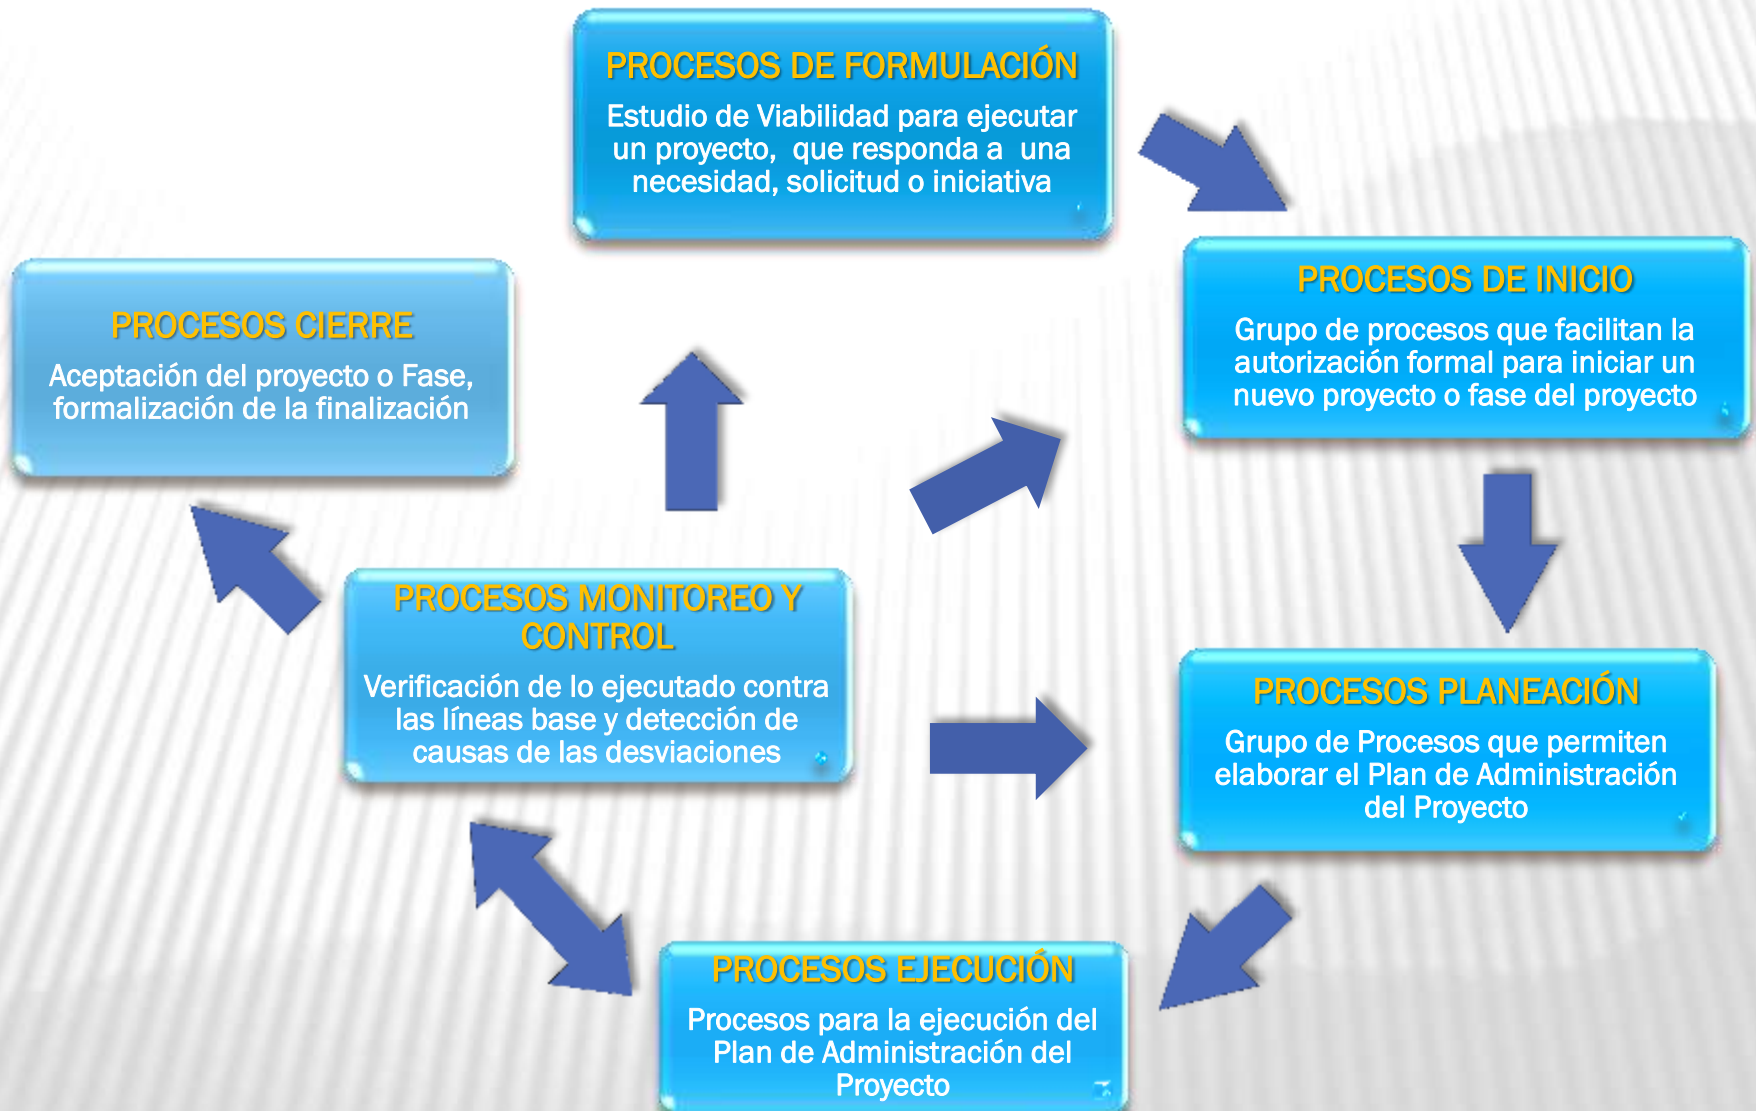 PROCESOS DE FORMULACIÓN
Estudio de Viabilidad para ejecutar
un proyecto, que responda a una
necesidad, solicitud o iniciativa
PROCESOS DE INICIO
Grupo de procesos que facilitan la
autorización formal para iniciar un
nuevo proyecto o fase del proyecto
PROCESOS CIERRE
Aceptación del proyecto o Fase,
formalización de la finalización
PROCESOS MONITOREO Y
CONTROL
Verificación de lo ejecutado contra
las líneas base y detección de
causas de las desviaciones
PROCESOS PLANEACIÓN
Grupo de Procesos que permiten
elaborar el Plan de Administración
del Proyecto
PROCESOS EJECUCIÓN
Procesos para la ejecución del
Plan de Administración del
Proyecto